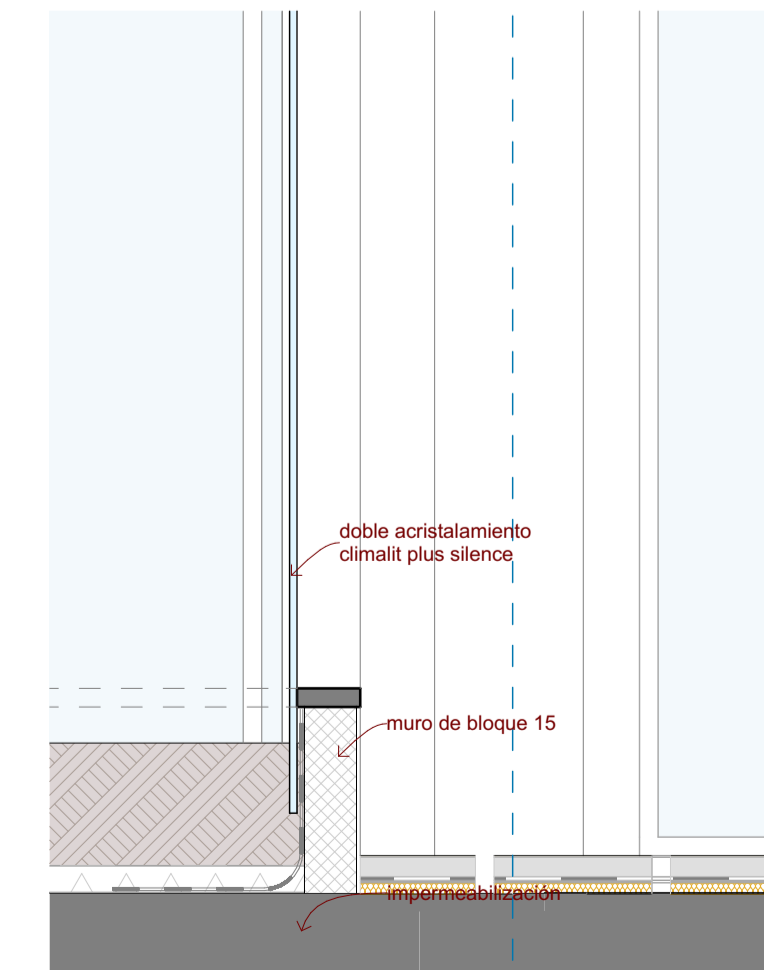 doble acristalamiento
climalit plus silence
muro de bloque 15
impermeabilización